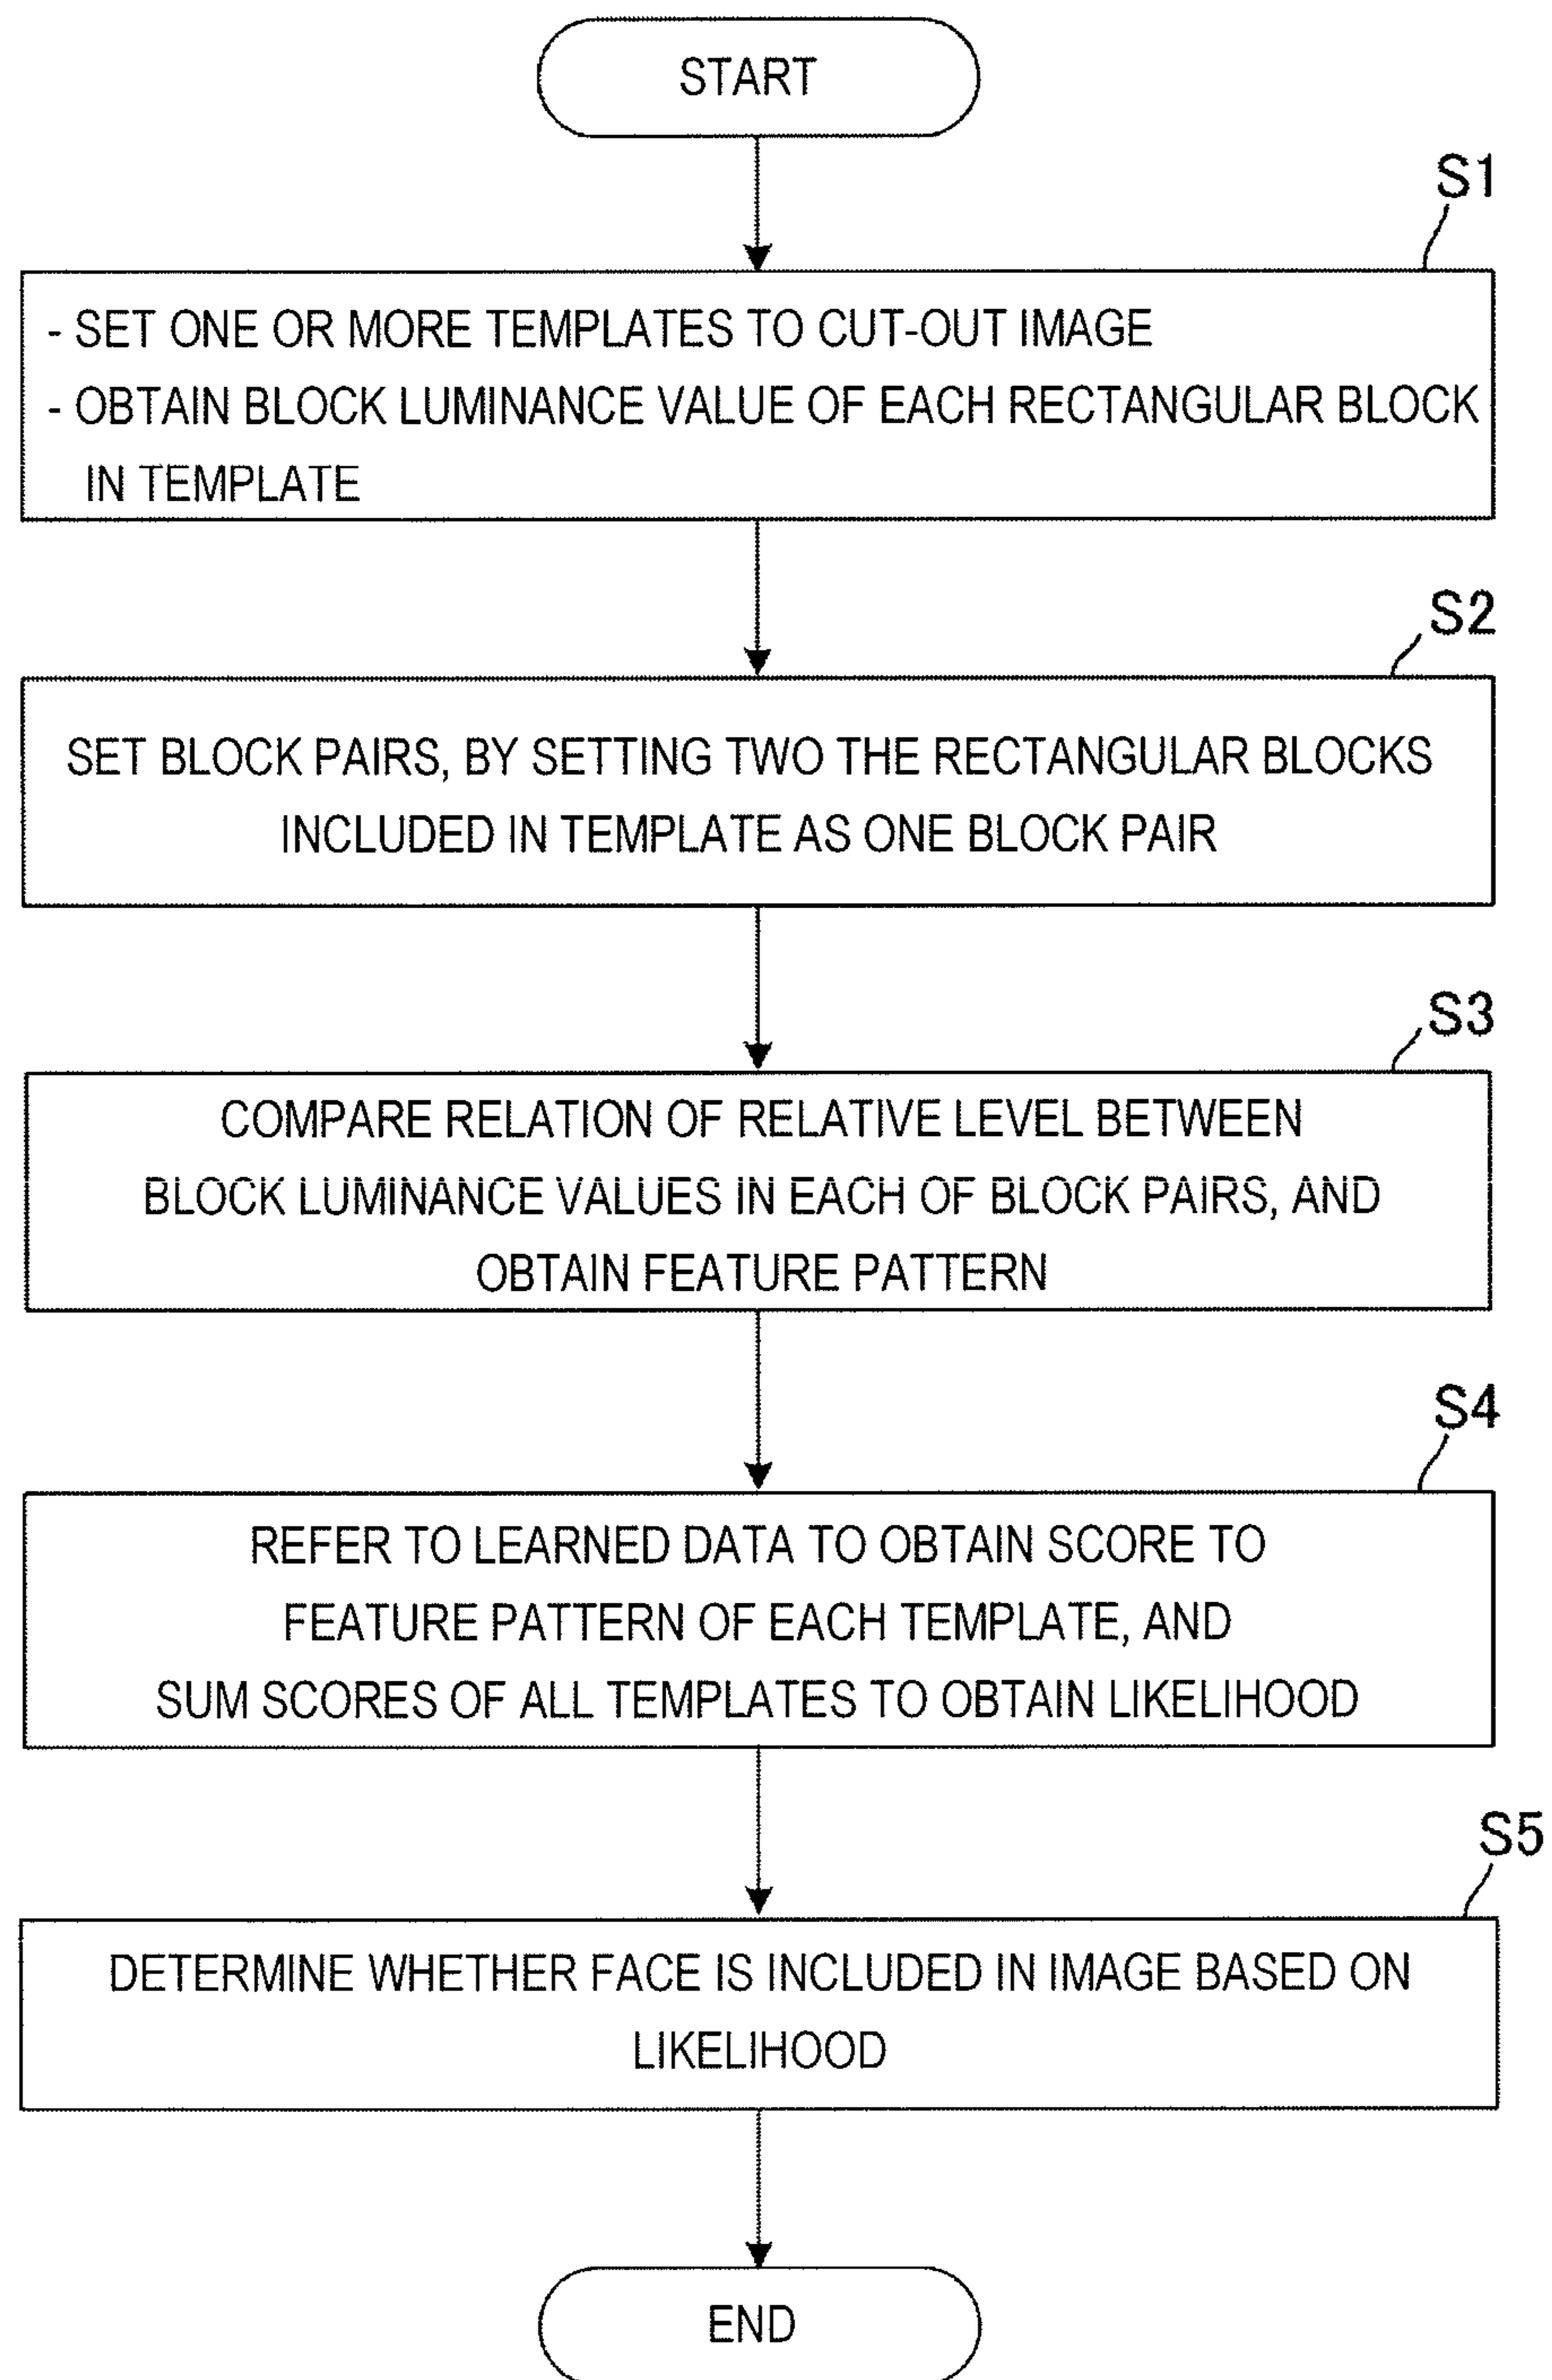 START
S1
- SET ONE OR MORE TEMPLATES TO CUT-OUT IMAGE
- OBTAIN BLOCK LUMINANCE VALUE OF EACH RECTANGULAR BLOCK
IN TEMPLATE
S2
SET BLOCK PAIRS, BY SETTING TWO THE RECTANGULAR BLOCKS
INCLUDED IN TEMPLATE AS ONE BLOCK PAIR
S3
COMPARE RELATION OF RELATIVE LEVEL BETWEEN
BLOCK LUMINANCE VALUES IN EACH OF BLOCK PAIRS, AND
OBTAIN FEATURE PATTERN
S4
REFER TO LEARNED DATA TO OBTAIN SCORE TO
FEATURE PATTERN OF EACH TEMPLATE, AND
SUM SCORES OF ALL TEMPLATES TO OBTAIN LIKELIHOOD
S5
DETERMINE WHETHER FACE IS INCLUDED IN IMAGE BASED ON
LIKELIHOOD
END